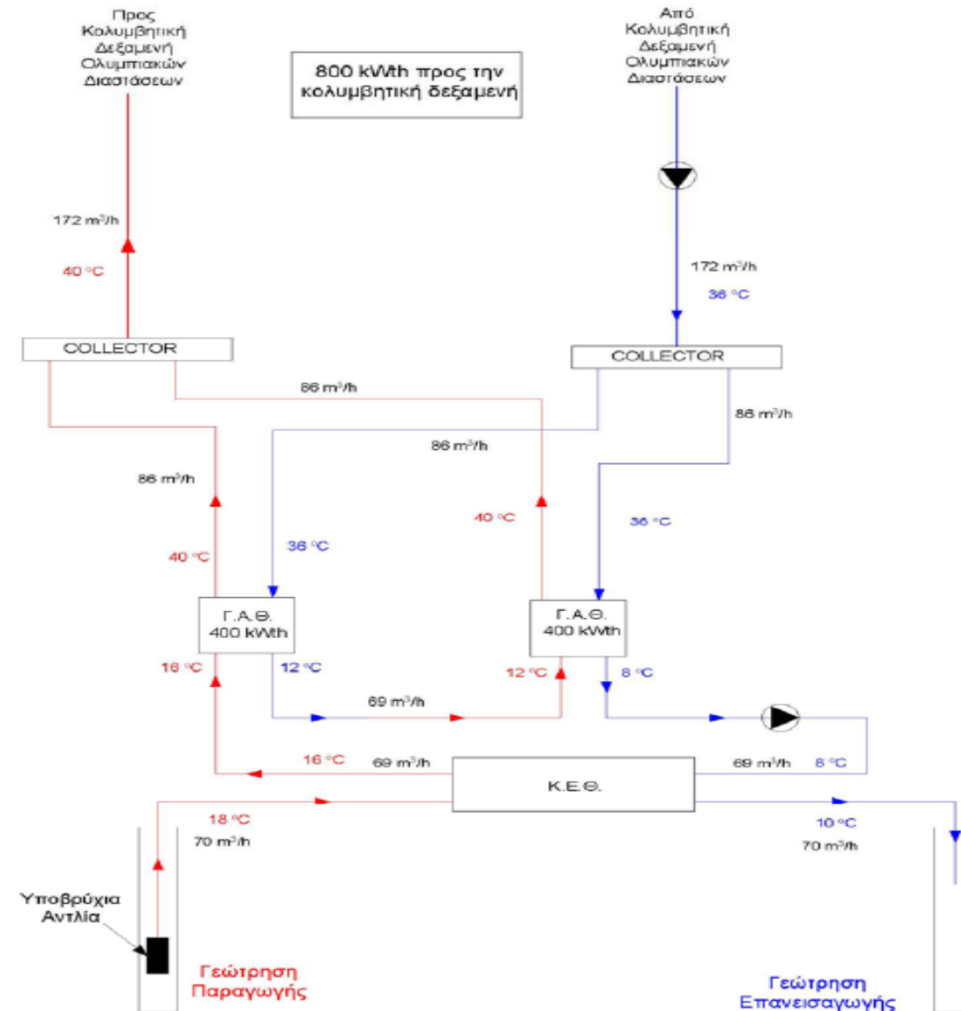 Προς
Κολυμβητική
Δεξαμενή
Ολυμπιακών
Διαστάσεων
Από
Κολυμβητική
Δεξαμενή
Ολυμπιακών
Διαστάσεων
800 kWth προς την
κολυμβητική δεξαμενή
172 m³/h
40 °C
172 m³/h
36 °C
COLLECTOR
COLLECTOR
86 m³/h
86 m³/h
86 m³/h
86 m³/h
40 °C
36 °C
40 °C
36 °C
Γ.Α.Θ.
400 kWth
Γ.Α.Θ.
400 kWth
16 °C
12 °C
12 °C
8 °C
69 m³/h
16 °C
69 m³/h
69 m³/h
8 °C
Κ.Ε.Θ.
18 °C
70 m³/h
10 °C
70 m³/h
Υποβρύχια
Αντλία
Γεώτρηση
Παραγωγής
Γεώτρηση
Επανεισαγωγής